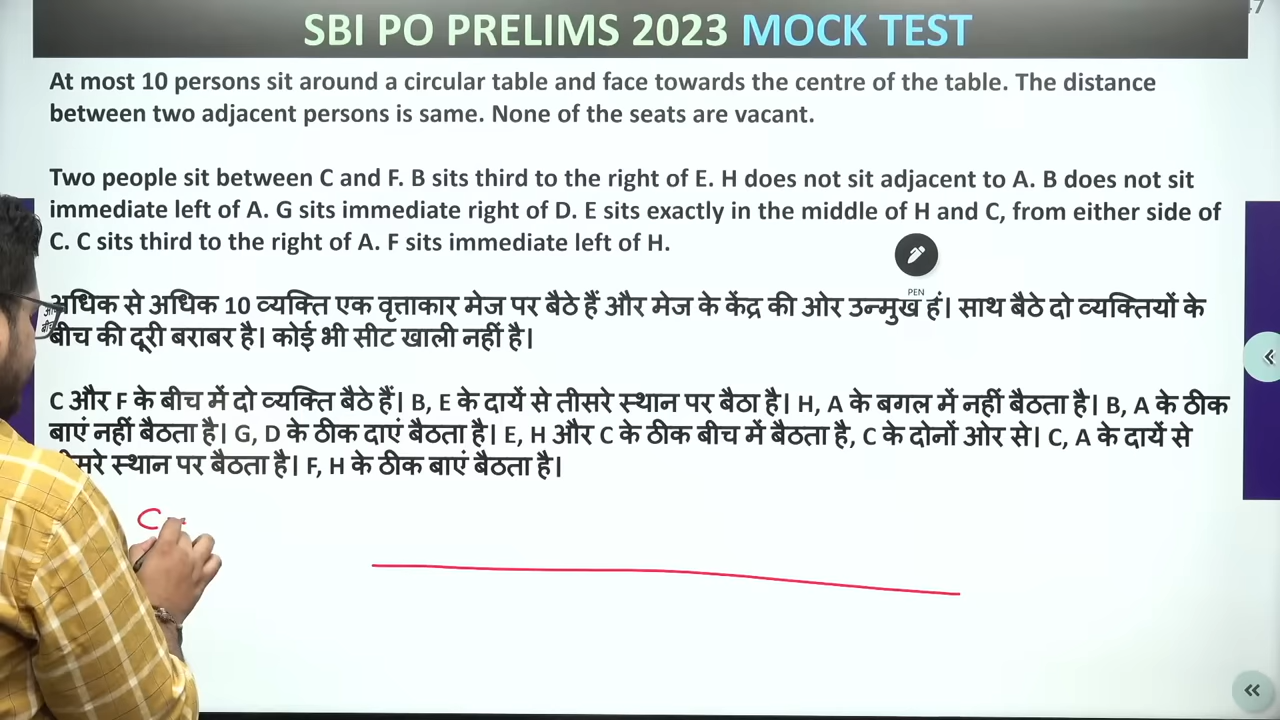 47
SBI PO PRELIMS 2023 MOCK TEST
At most 10 persons sit around a circular table and face towards the centre of the table. The distance
between two adjacent persons is same. None of the seats are vacant.
Two people sit between C and F. B sits third to the right of E. H does not sit adjacent to A. B does not sit
immediate left of A. G sits immediate right of D. E sits exactly in the middle of H and C, from either side of
C. C sits third to the right of A. F sits immediate left of H.
PEN
अधिक से अधिक 10 व्यक्ति एक वृत्ताकार मेज पर बैठे हैं और मेज के केंद्र की ओर उन्मुख हैं। साथ बैठे दो व्यक्तियों के
बीच की दूरी बराबर है। कोई भी सीट खाली नहीं है।
C और F के बीच में दो व्यक्ति बैठे हैं। B, E के दायें से तीसरे स्थान पर बैठा है। H, A के बगल में नहीं बैठता है। B, A के ठीक
बाएं नहीं बैठता है। G, D के ठीक दाएं बैठता है। E, H और C के ठीक बीच में बैठता है, C के दोनों ओर से। C, A के दायें से
स्थान पर बैठता है। F, H के ठीक बाएं बैठता है।
C